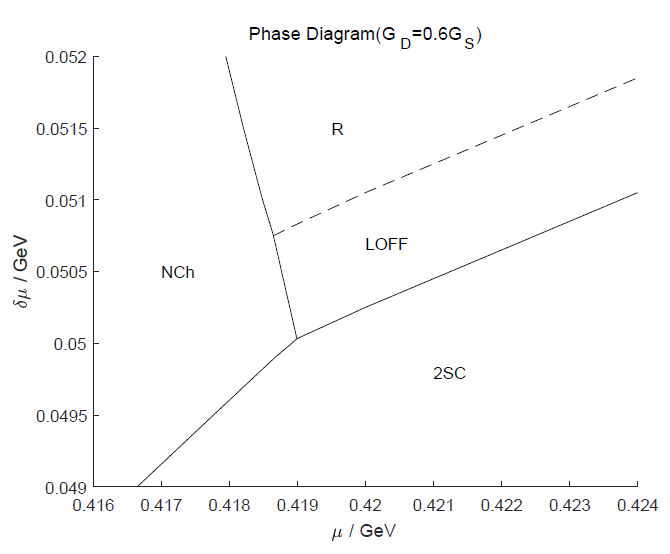 Phase Diagram(G_D=0.6G_S)
0.052
0.0515
R
0.051
LOFF
0.0505
NCh
0.05
2SC
0.0495
0.049
0.416 0.417 0.418 0.419 0.42 0.421 0.422 0.423 0.424
δμ / GeV
μ / GeV